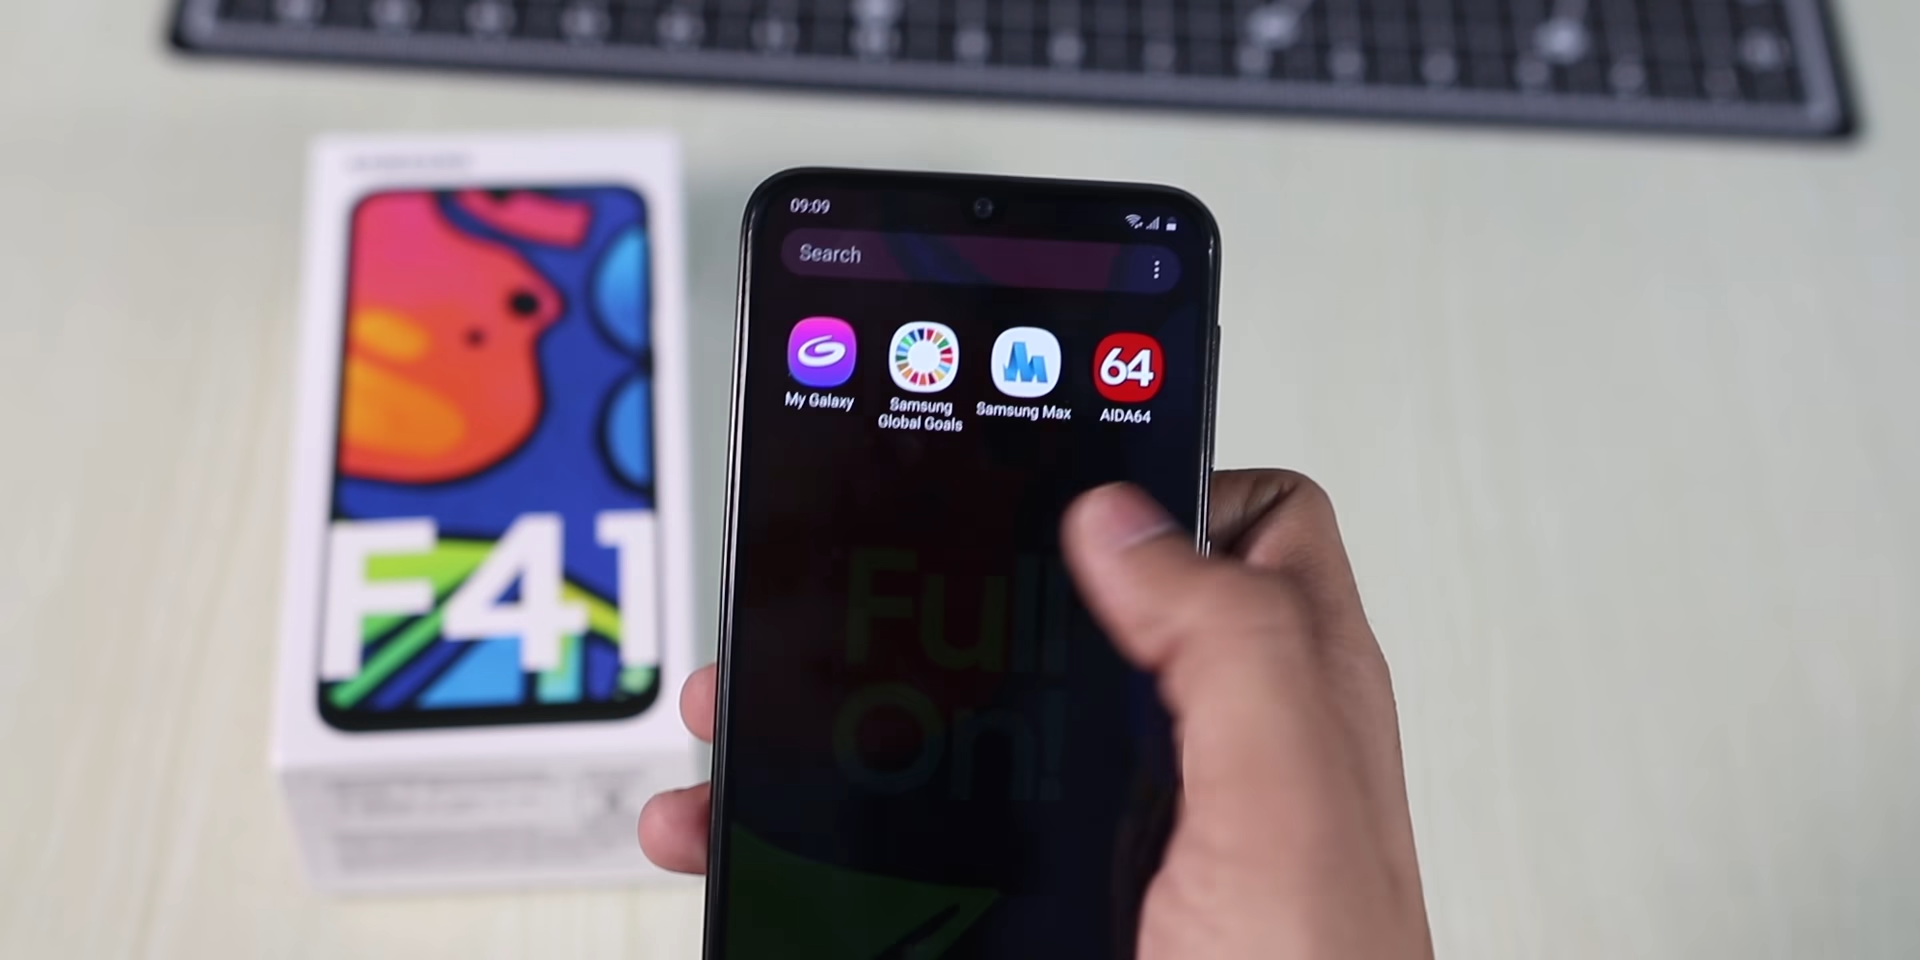 F41
09:09
Search
My Galaxy
Samsung
Global Goals
Samsung Max
64
AIDA64
Full
On!